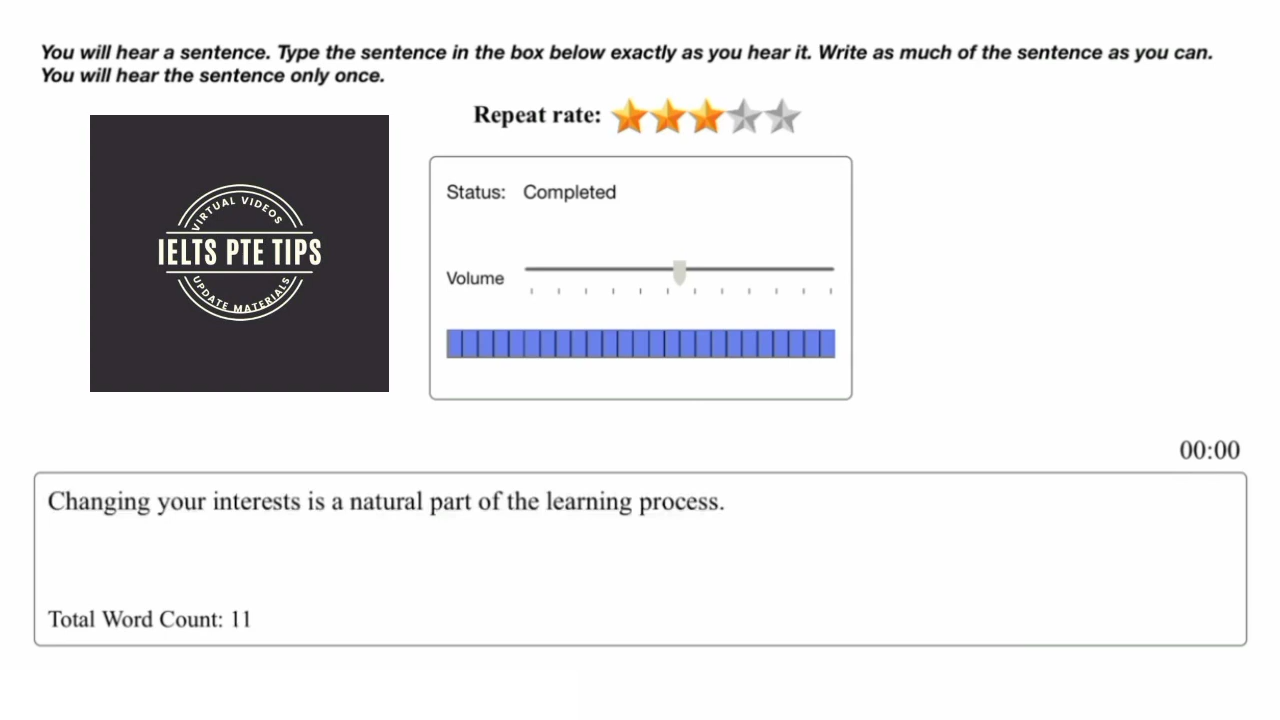 You will hear a sentence. Type the sentence in the box below exactly as you hear it. Write as much of the sentence as you can.
You will hear the sentence only once.
Repeat rate:
VIRTUAL VIDEOS
IELTS PTE TIPS
UPDATE MATERIALS
Status: Completed
Volume
00:00
Changing your interests is a natural part of the learning process.
Total Word Count: 11